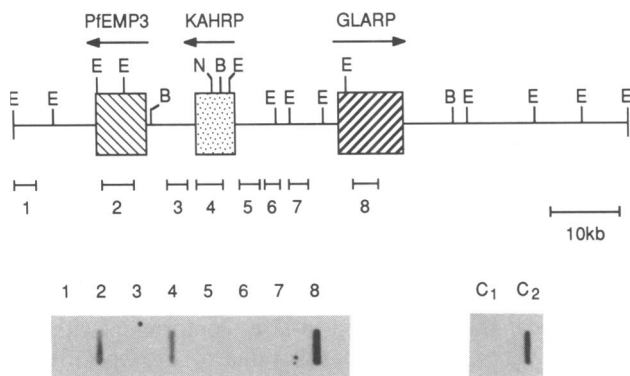 PfEMP3 KAHRP GLARP
E E N B E E
E E B E E E B E E E E
1 2 3 4 5 6 7 8
10kb
1 2 3 4 5 6 7 8 C1 C2